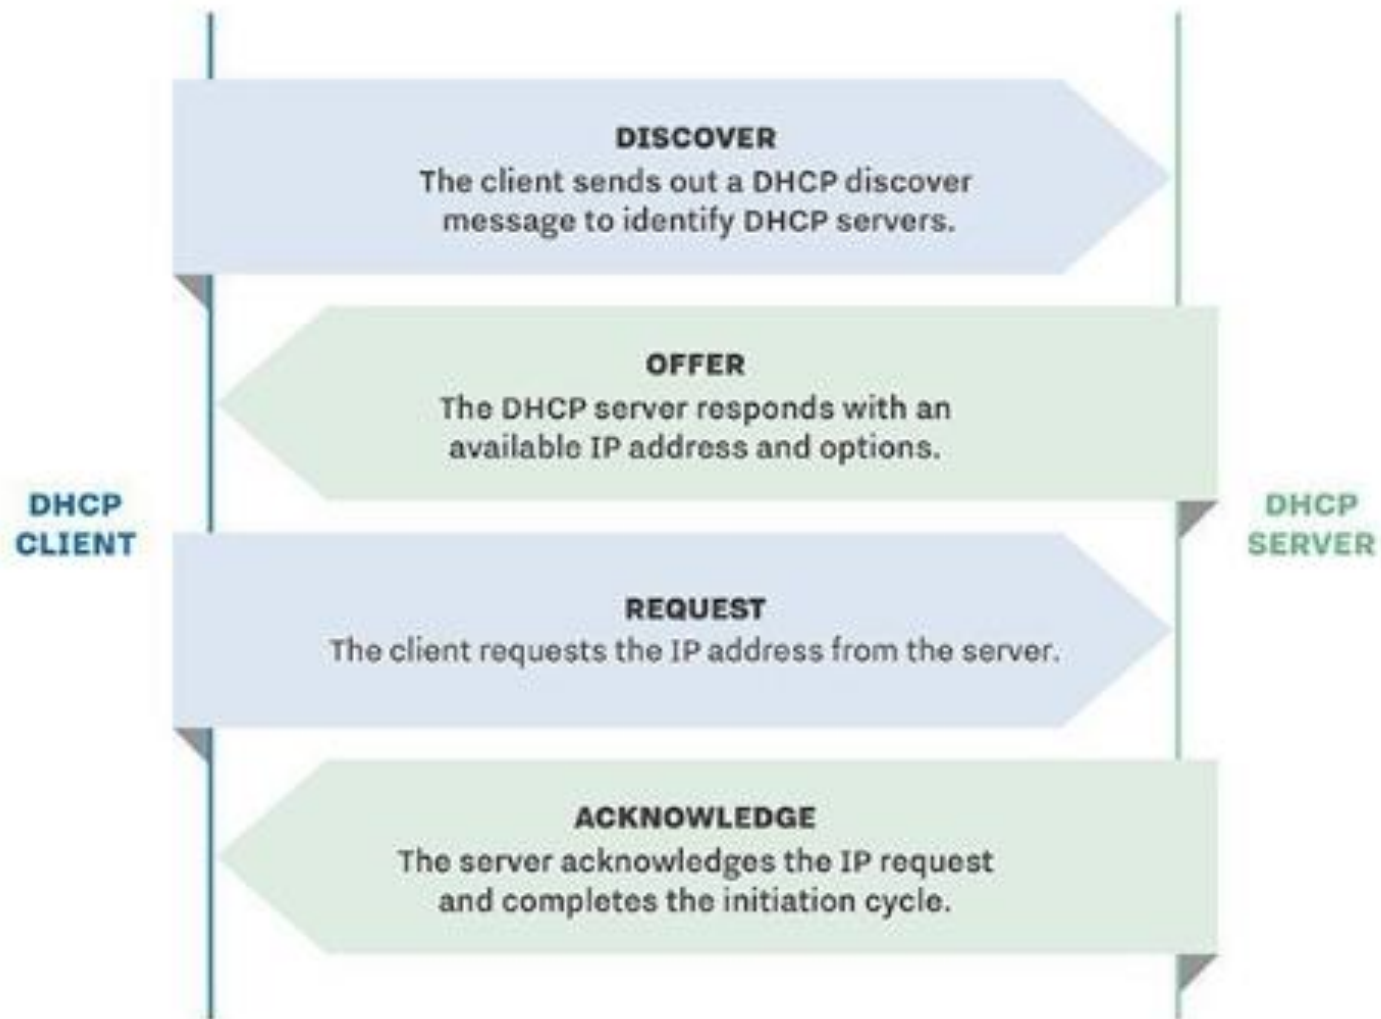 DISCOVER
The client sends out a DHCP discover
message to identify DHCP servers.
OFFER
The DHCP server responds with an
available IP address and options.
DHCP
CLIENT
DHCP
SERVER
REQUEST
The client requests the IP address from the server.
ACKNOWLEDGE
The server acknowledges the IP request
and completes the initiation cycle.